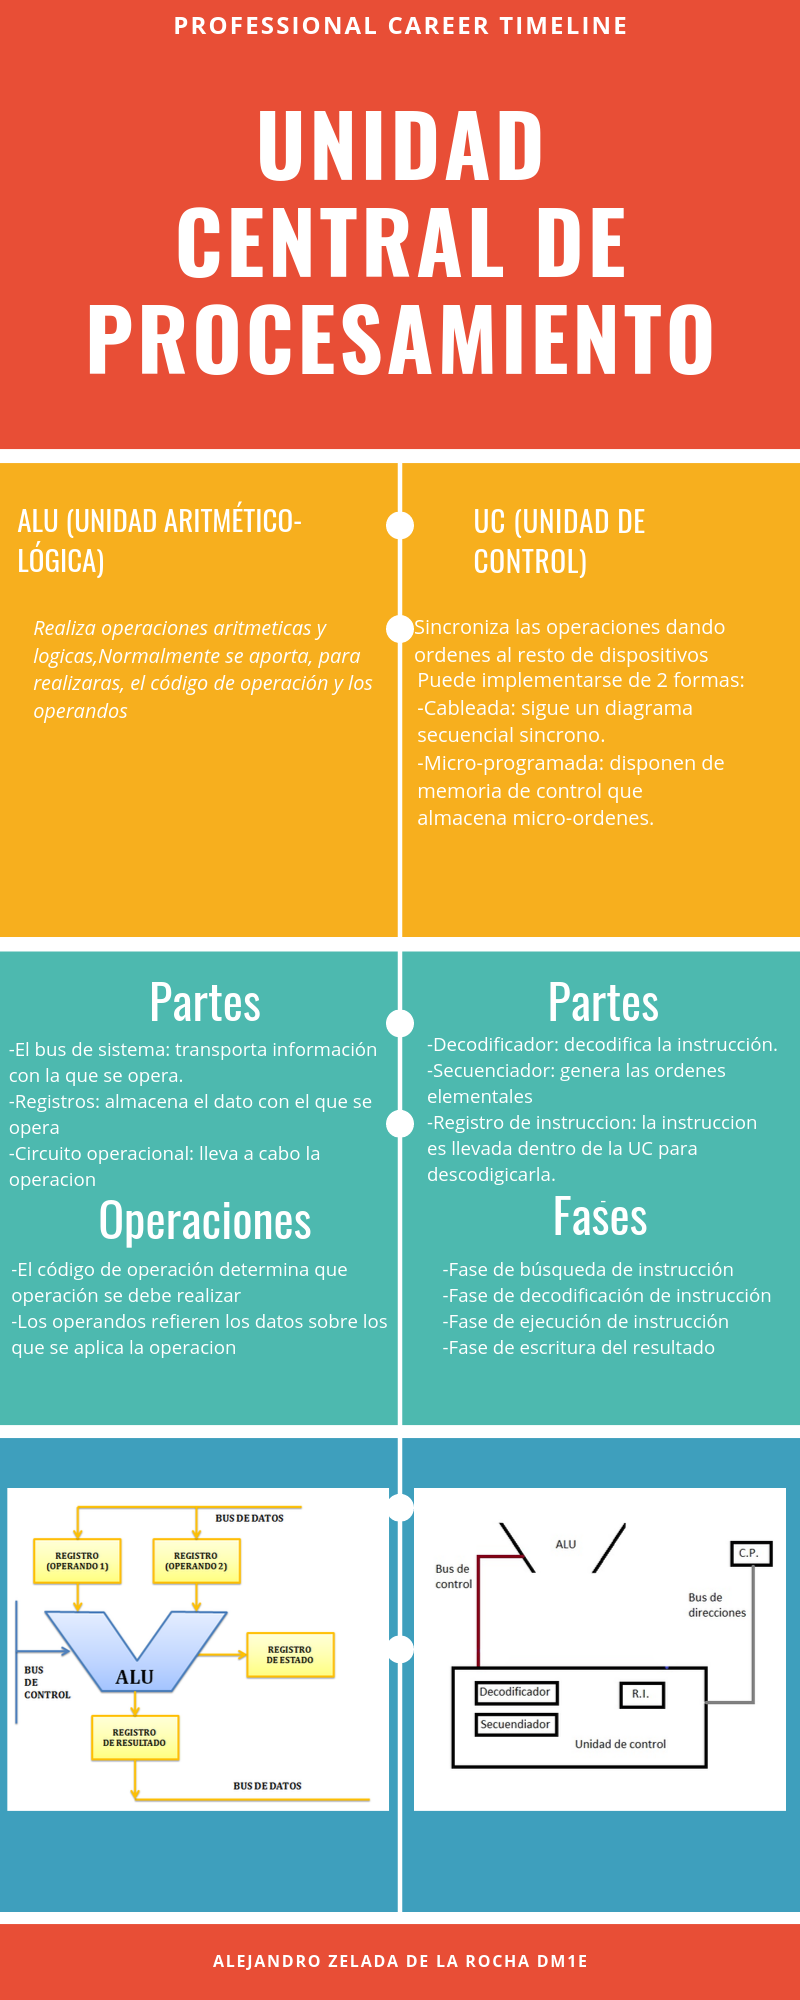 PROFESSIONAL CAREER TIMELINE
UNIDAD
CENTRAL DE
PROCESAMIENTO
ALU (UNIDAD ARITMÉTICO-
LÓGICA)
Realiza operaciones aritmeticas y
logicas,Normalmente se aporta, para
realizaras, el código de operación y los
operandos
UC (UNIDAD DE
CONTROL)
Sincroniza las operaciones dando
ordenes al resto de dispositivos
Puede implementarse de 2 formas:
-Cableada: sigue un diagrama
secuencial sincrono.
-Micro-programada: disponen de
memoria de control que
almacena micro-ordenes.
Partes
-El bus de sistema: transporta información
con la que se opera.
-Registros: almacena el dato con el que se
opera
-Circuito operacional: lleva a cabo la
operacion
Operaciones
-El código de operación determina que
operación se debe realizar
-Los operandos refieren los datos sobre los
que se aplica la operacion
Partes
-Decodificador: decodifica la instrucción.
-Secuenciador: genera las ordenes
elementales
-Registro de instruccion: la instruccion
es llevada dentro de la UC para
descodigicarla.
-
Fases
-Fase de búsqueda de instrucción
-Fase de decodificación de instrucción
-Fase de ejecución de instrucción
-Fase de escritura del resultado
BUS DE DATOS
REGISTRO
(OPERANDO 1)
REGISTRO
(OPERANDO 2)
BUS
DE
CONTROL
ALU
REGISTRO
DE ESTADO
REGISTRO
DE RESULTADO
BUS DE DATOS
ALU
C.P.
Bus de
control
Bus de
direcciones
Decodificador
R.I.
Secuendiador
Unidad de control
ALEJANDRO ZELADA DE LA ROCHA DM1E